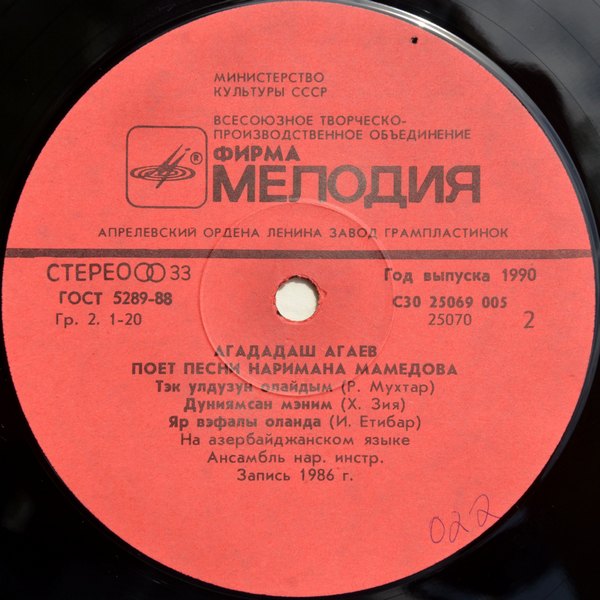 МИНИСТЕРСТВО
КУЛЬТУРЫ СССР
ВСЕСОЮЗНОЕ ТВОРЧЕСКО-
ПРОИЗВОДСТВЕННОЕ ОБЪЕДИНЕНИЕ
ФИРМА
® МЕЛОДИЯ
АПРЕЛЕВСКИЙ ОРДЕНА ЛЕНИНА ЗАВОД ГРАМПЛАСТИНОК
СТЕРЕО 33
ГОСТ 5289-88
Гр. 2. 1-20
Год выпуска 1990
С30 25069 005
25070 2
АГАДАДАШ АГАЕВ
ПОЕТ ПЕСНИ НАРИМАНА МАМЕДОВА
Тэк улдузун олайдым (Р. Мухтар)
Дуниямсан мэним (Х. Зия)
Яр вэфалы оланда (И. Етибар)
На азербайджанском языке
Ансамбль нар. инстр.
Запись 1986 г.
022